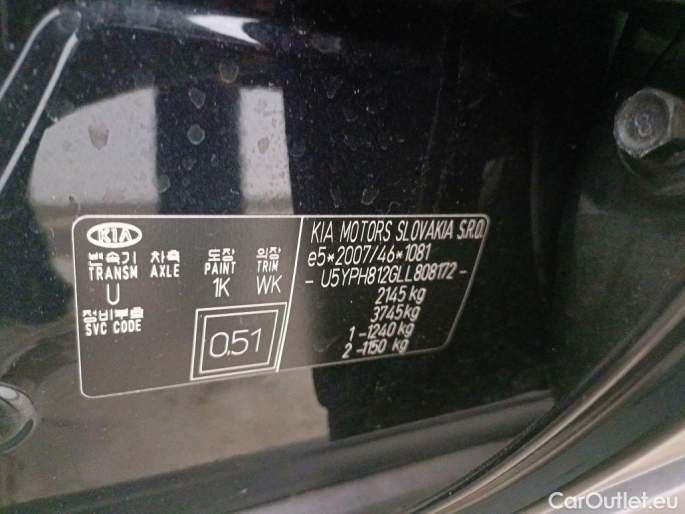 KIA
변속기 차축 도장 의장
TRANSM AXLE PAINT TRIM
U 1K WK
정비부호
SVC CODE
0.51
KIA MOTORS SLOVAKIA S.R.O.
e5*2007/46*1081
- U5YPH812GLL808172 -
2145 kg
3745 kg
1 -1240 kg
2 -1150 kg
CarOutlet.eu